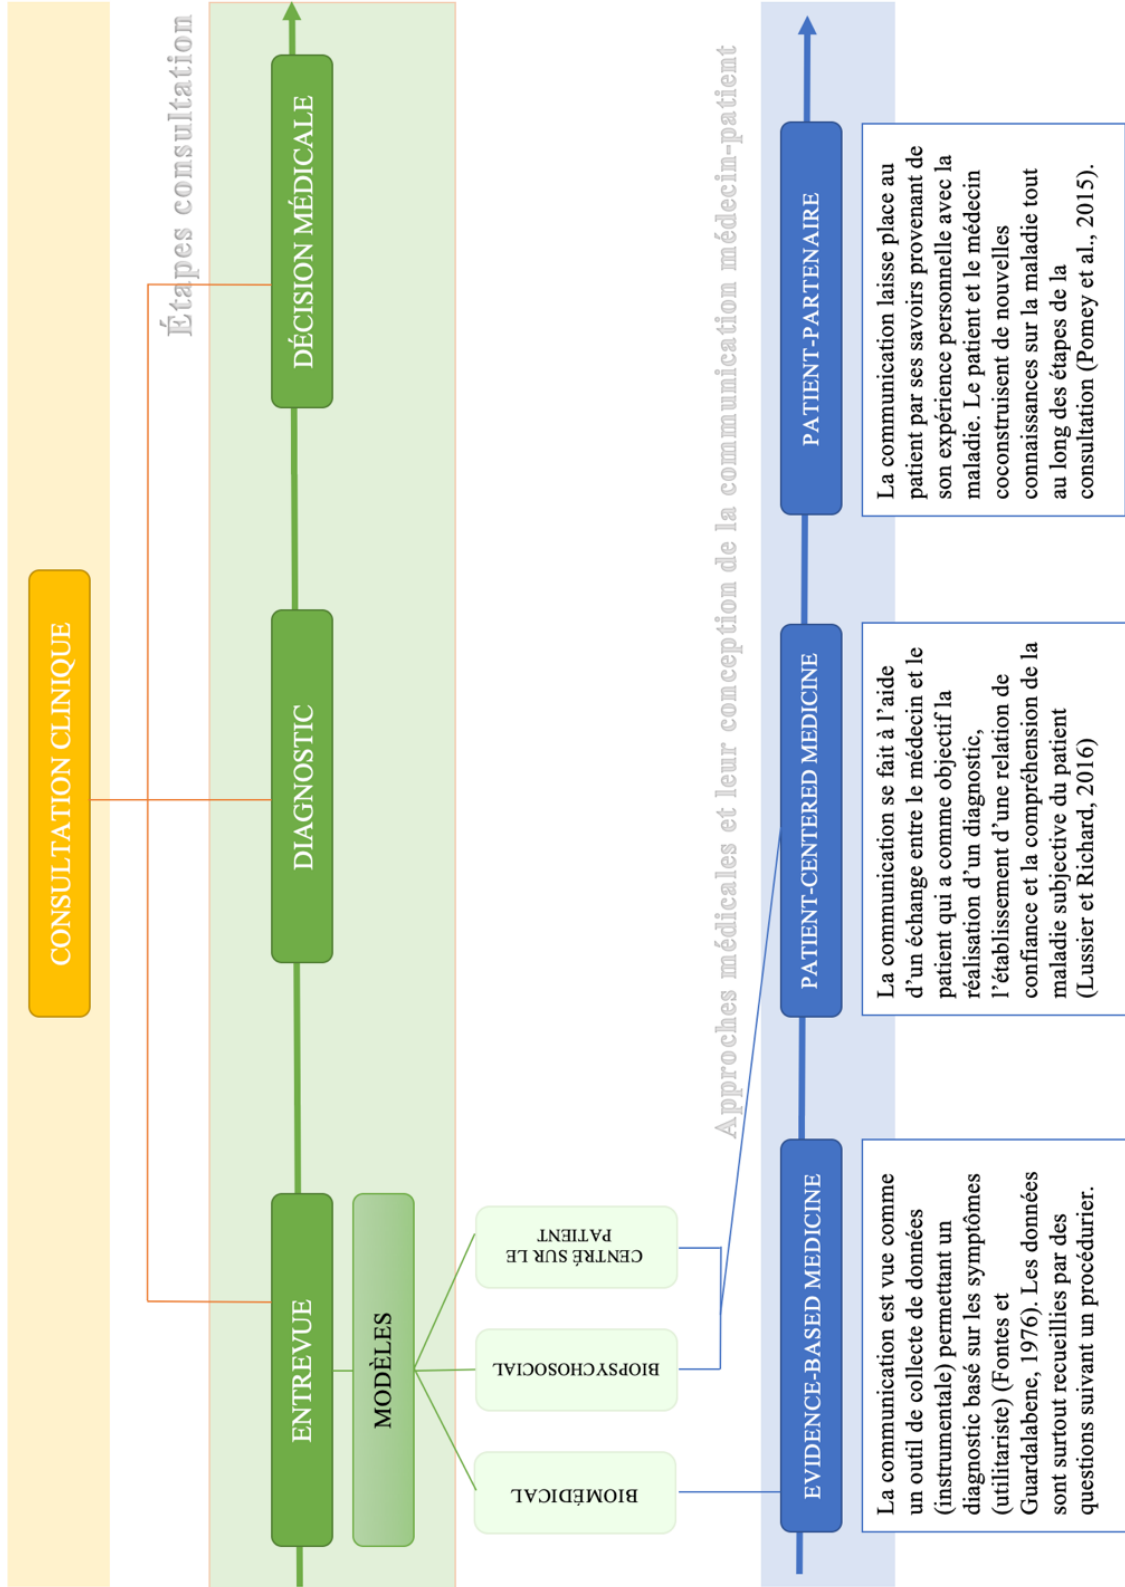 CONSULTATION CLINIQUE
Étapes consultation
ENTREVUE
DIAGNOSTIC
DÉCISION MÉDICALE
MODÈLES
BIOMÉDICAL
BIOPSYCHOSOCIAL
CENTRÉ SUR LE
PATIENT
Approches médicales et leur conception de la communication médecin-patient
EVIDENCE-BASED MEDICINE
La communication est vue comme
un outil de collecte de données
(instrumentale) permettant un
diagnostic basé sur les symptômes
(utilitariste) (Fontes et
Guardalabene, 1976). Les données
sont surtout recueillies par des
questions suivant un procédurier.
PATIENT-CENTERED MEDICINE
La communication se fait à l’aide
d’un échange entre le médecin et le
patient qui a comme objectif la
réalisation d’un diagnostic,
l’établissement d’une relation de
confiance et la compréhension de la
maladie subjective du patient
(Lussier et Richard, 2016)
PATIENT-PARTENAIRE
La communication laisse place au
patient par ses savoirs provenant de
son expérience personnelle avec la
maladie. Le patient et le médecin
coconstruisent de nouvelles
connaissances sur la maladie tout
au long des étapes de la
consultation (Pomey et al., 2015).